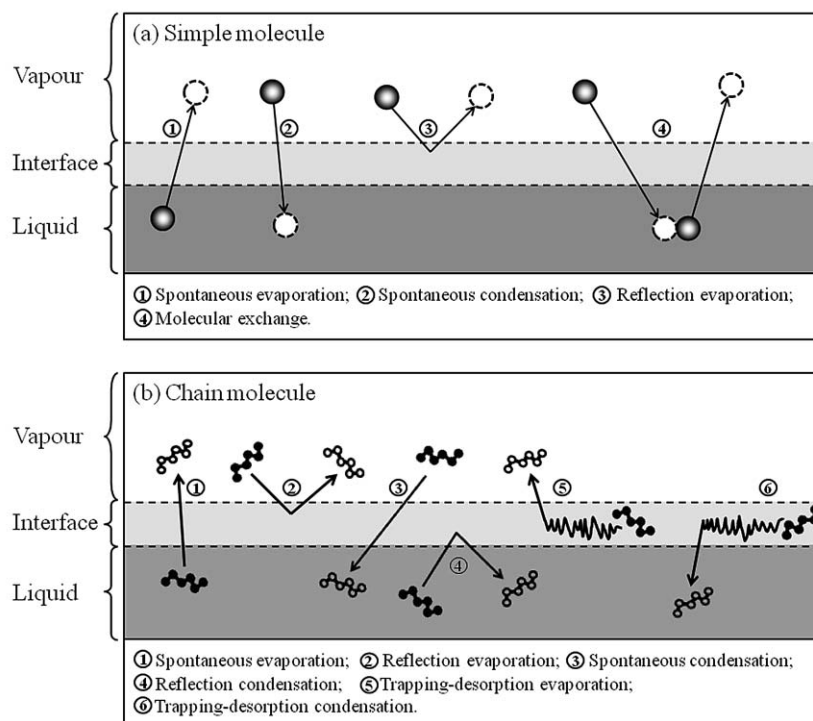 (a) Simple molecule
Vapour
① ② ③ ④
Interface
Liquid
① Spontaneous evaporation; ② Spontaneous condensation; ③ Reflection evaporation;
④ Molecular exchange.
(b) Chain molecule
Vapour
① ② ③ ⑤ ⑥
Interface
④
Liquid
① Spontaneous evaporation; ② Reflection evaporation; ③ Spontaneous condensation;
④ Reflection condensation; ⑤ Trapping-desorption evaporation;
⑥ Trapping-desorption condensation.